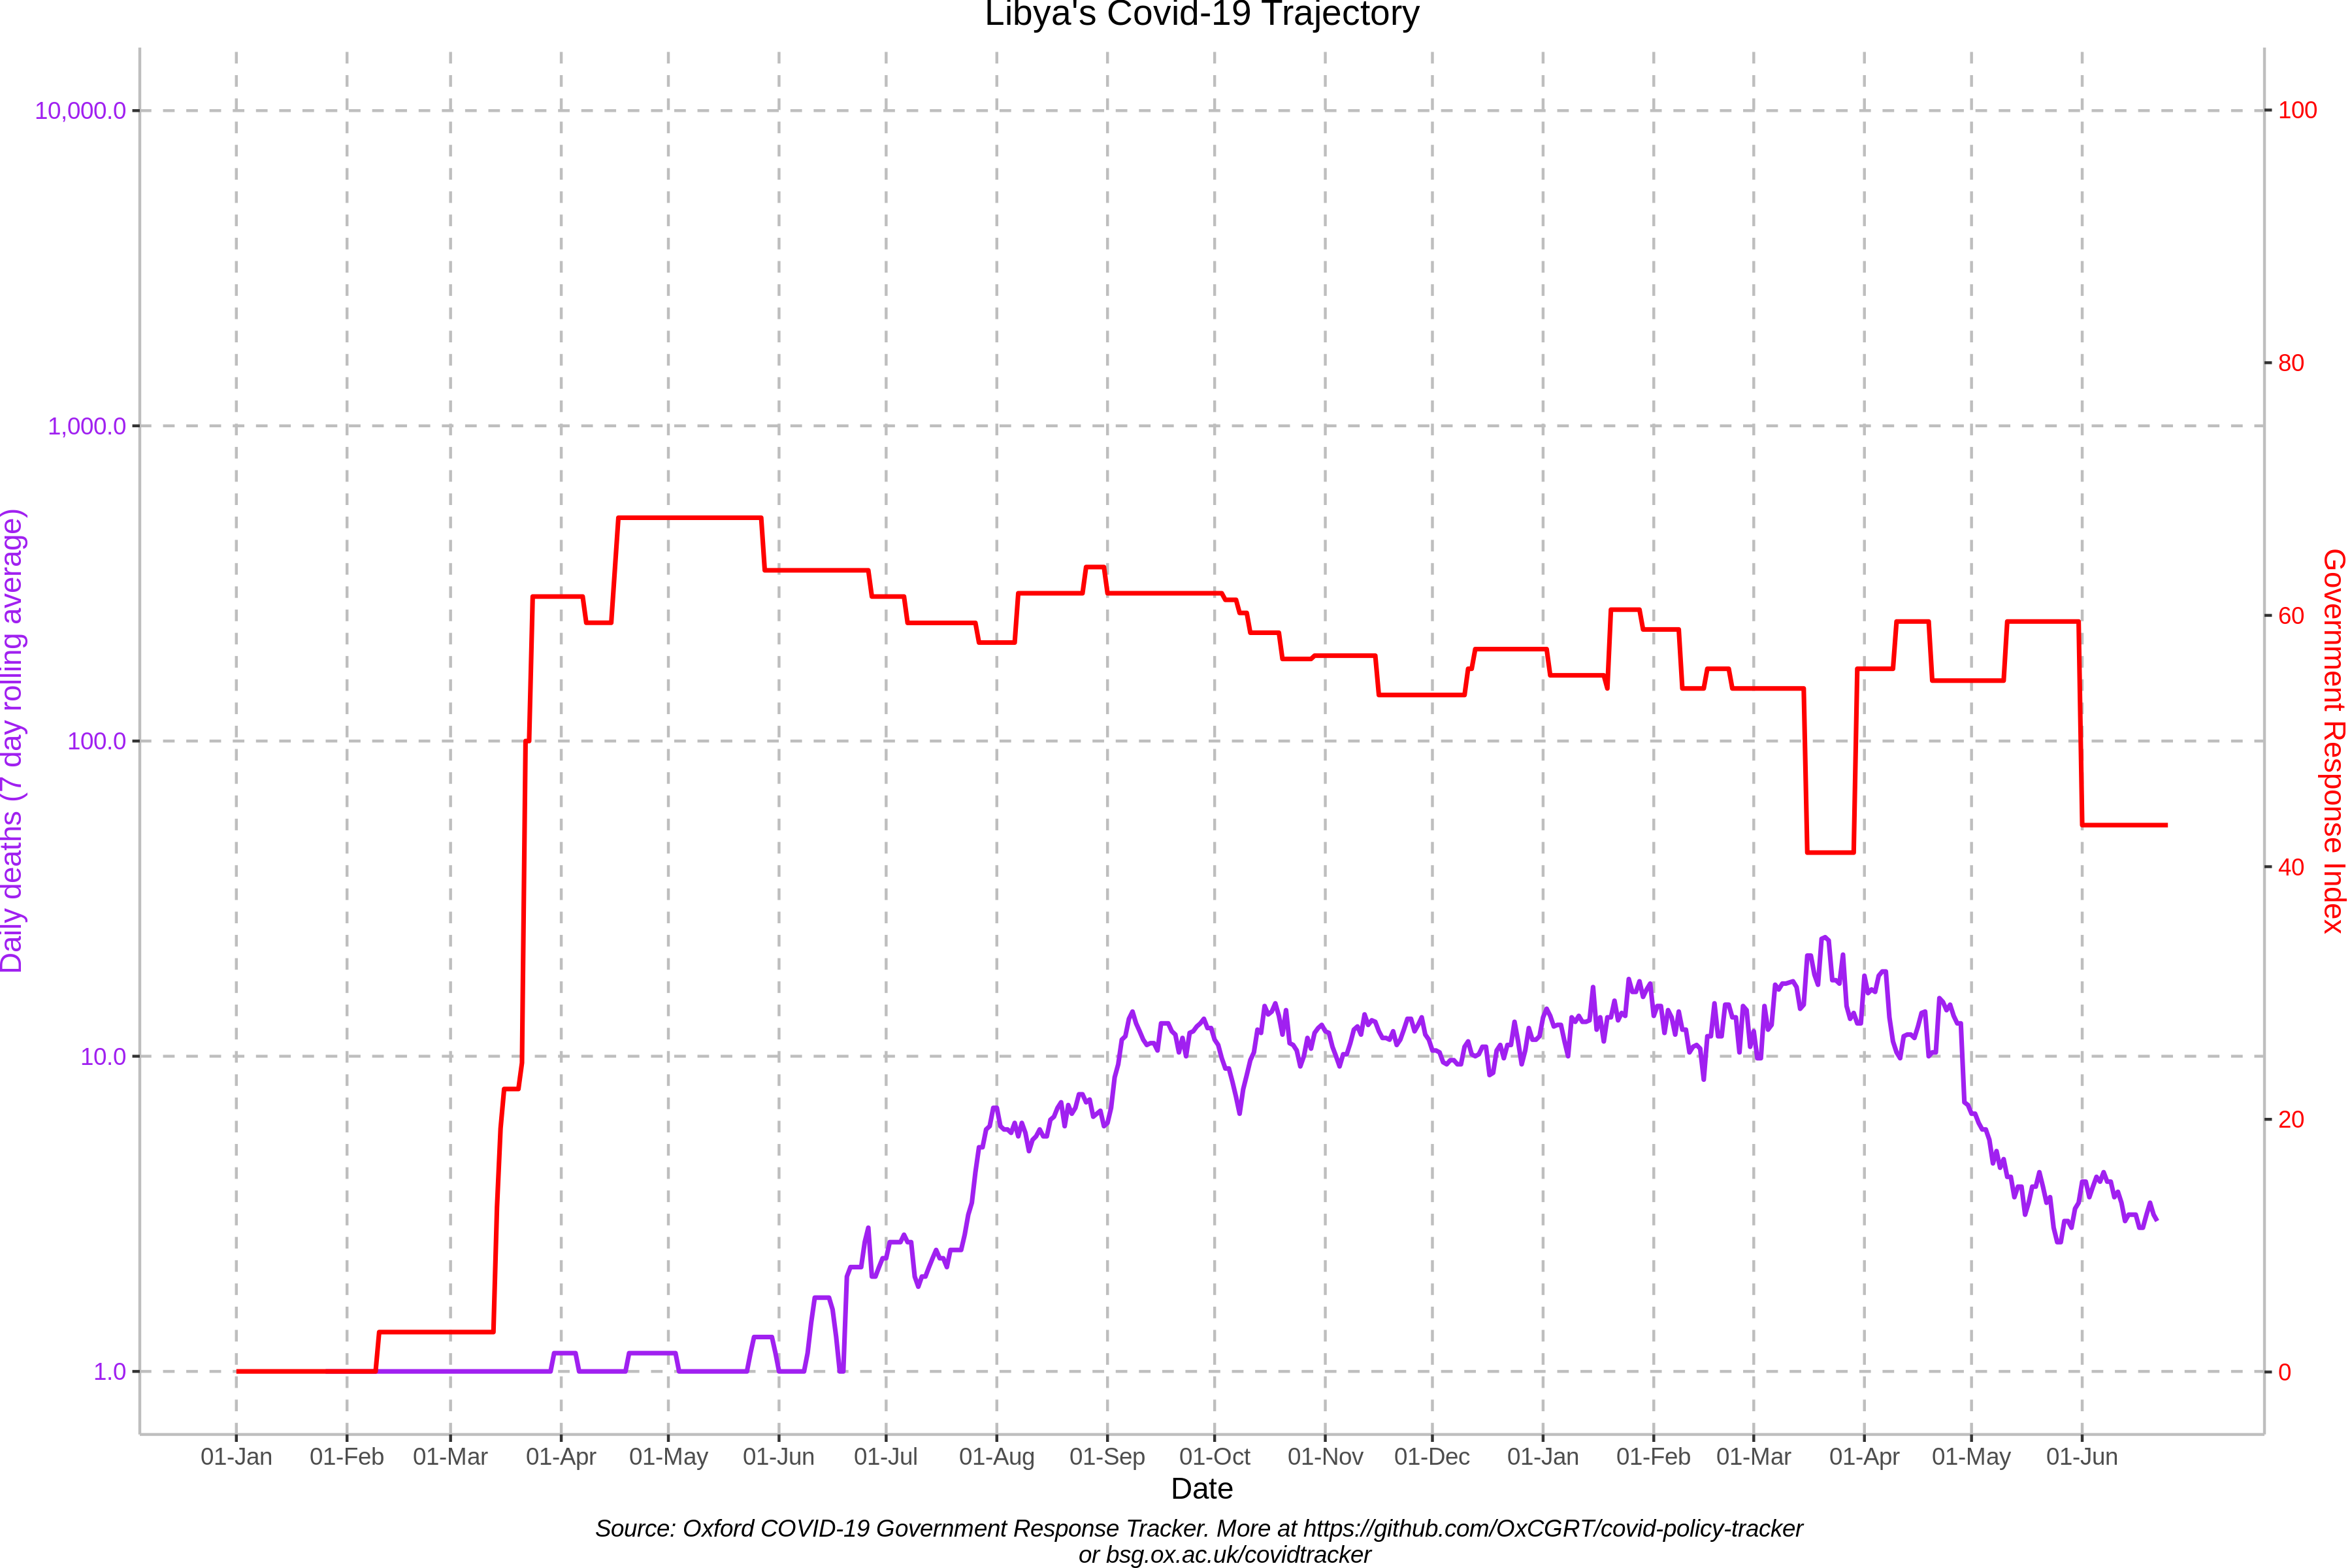 Libya's Covid-19 Trajectory
10,000.0
1,000.0
100.0
10.0
1.0
Daily deaths (7 day rolling average)
100
80
60
40
20
0
Government Response Index
01-Jan 01-Feb 01-Mar 01-Apr 01-May 01-Jun 01-Jul 01-Aug 01-Sep 01-Oct 01-Nov 01-Dec 01-Jan 01-Feb 01-Mar 01-Apr 01-May 01-Jun
Date
Source: Oxford COVID-19 Government Response Tracker. More at https://github.com/OxCGRT/covid-policy-tracker
or bsg.ox.ac.uk/covidtracker